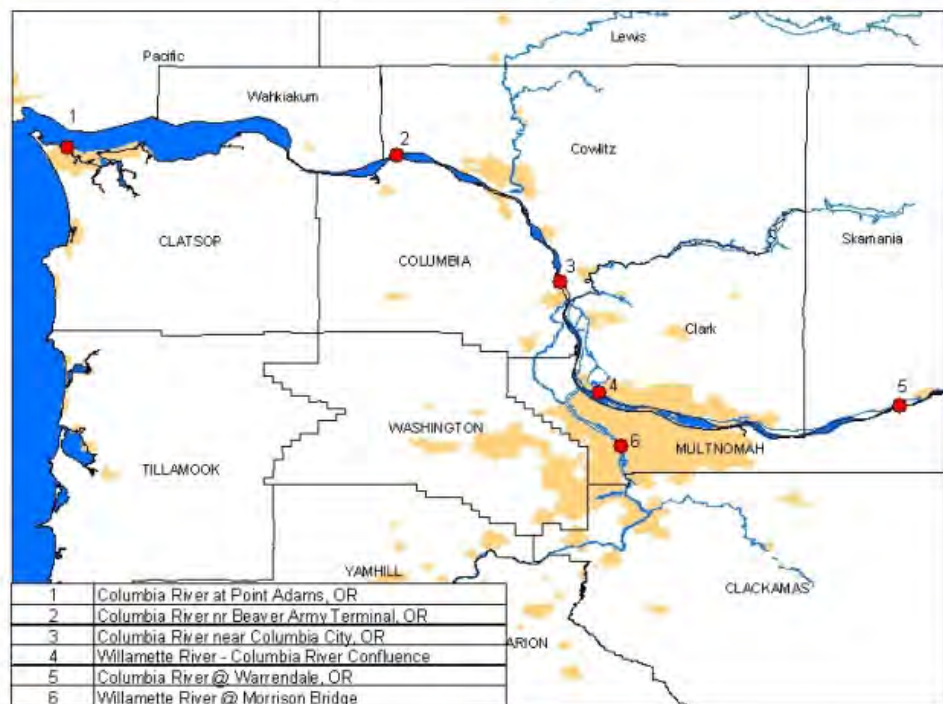 Lewis
Pacific
Wahkiakum
1
2
Cowlitz
CLATSOP
COLUMBIA
Skamania
3
Clark
4
5
WASHINGTON
6
MULTNOMAH
TILLAMOOK
YAMHILL
CLACKAMAS
ARION
1 Columbia River at Point Adams, OR
2 Columbia River nr Beaver Army Terminal, OR
3 Columbia River near Columbia City, OR
4 Willamette River - Columbia River Confluence
5 Columbia River @ Warrendale, OR
6 Willamette River @ Morrison Bridge